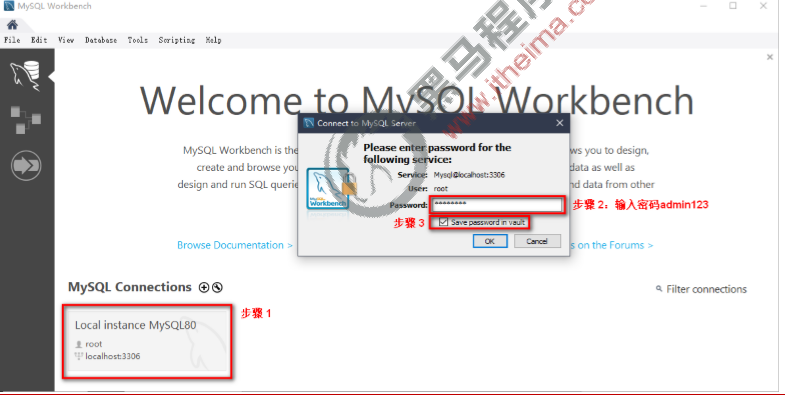 MySQL Workbench
File Edit View Database Tools Scripting Help
Welcome to MySQL Workbench
MySQL Workbench is the
ws you to design,
create and browse you
data as well as
design and run SQL querie
nd data from other
Connect to MySQL Server
Please enter password for the
following service:
Service: Mysql@localhost:3306
User: root
Password: ********
步骤 2：输入密码admin123
步骤 3
Save password in vault
OK Cancel
MySQL
Workbench
Browse Documentation >
s on the Forums >
MySQL Connections
Filter connections
Local instance MySQL80
步骤 1
root
localhost:3306
黑马程序
www.itheima.com